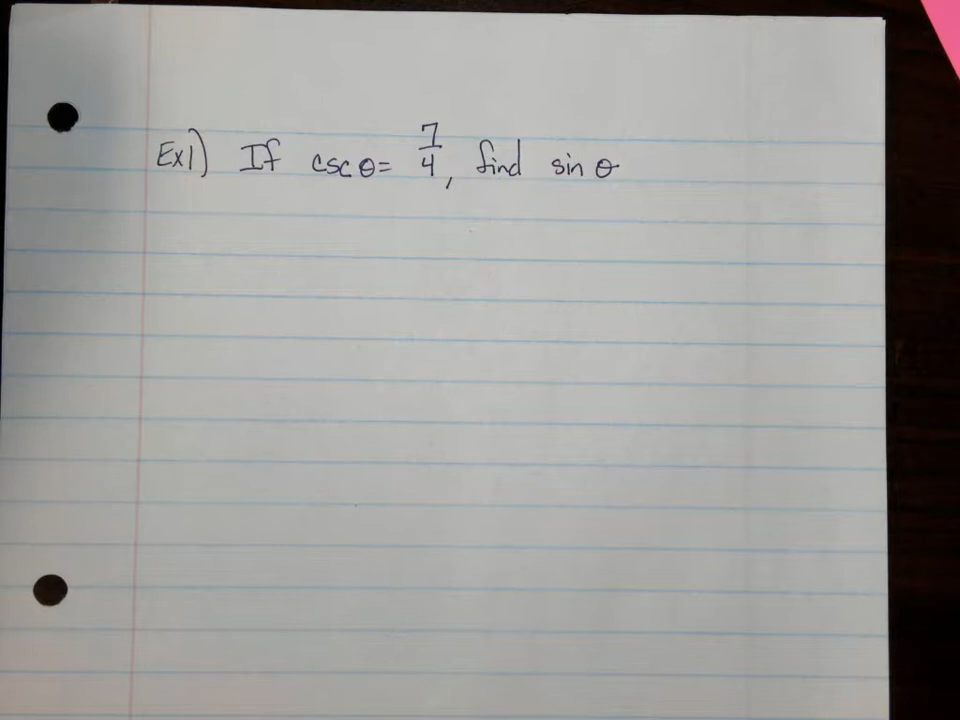 Ex1) If csc θ = 7/4, find sin θ